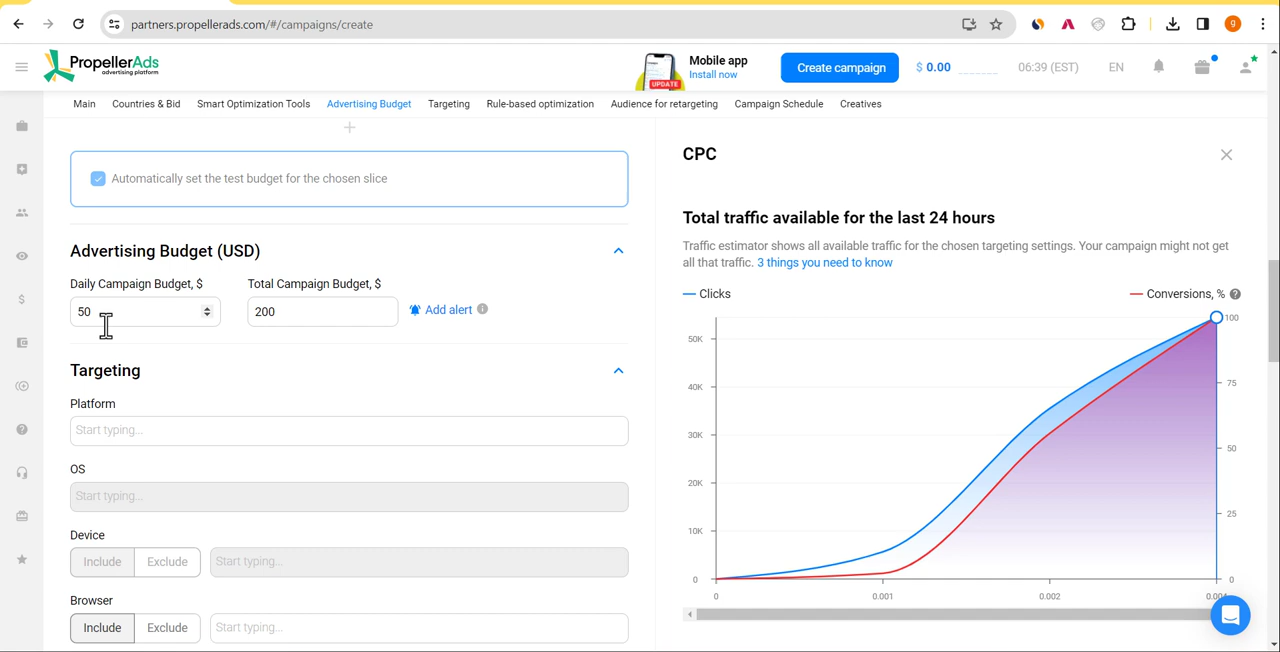 partners.propellerads.com/#/campaigns/create
g
PropellerAds
advertising platform
UPDATE
Mobile app
Install now
Create campaign
$ 0.00
06:39 (EST)
EN
Main
Countries & Bid
Smart Optimization Tools
Advertising Budget
Targeting
Rule-based optimization
Audience for retargeting
Campaign Schedule
Creatives
Automatically set the test budget for the chosen slice
Advertising Budget (USD)
Daily Campaign Budget, $
Total Campaign Budget, $
50
200
Add alert
Targeting
Platform
Start typing...
OS
Start typing...
Device
Include
Exclude
Start typing...
Browser
Include
Exclude
Start typing...
CPC
Total traffic available for the last 24 hours
Traffic estimator shows all available traffic for the chosen targeting settings. Your campaign might not get
all that traffic. 3 things you need to know
Clicks
Conversions, %
50K
40K
30K
20K
10K
0
100
75
50
25
0
0
0.001
0.002